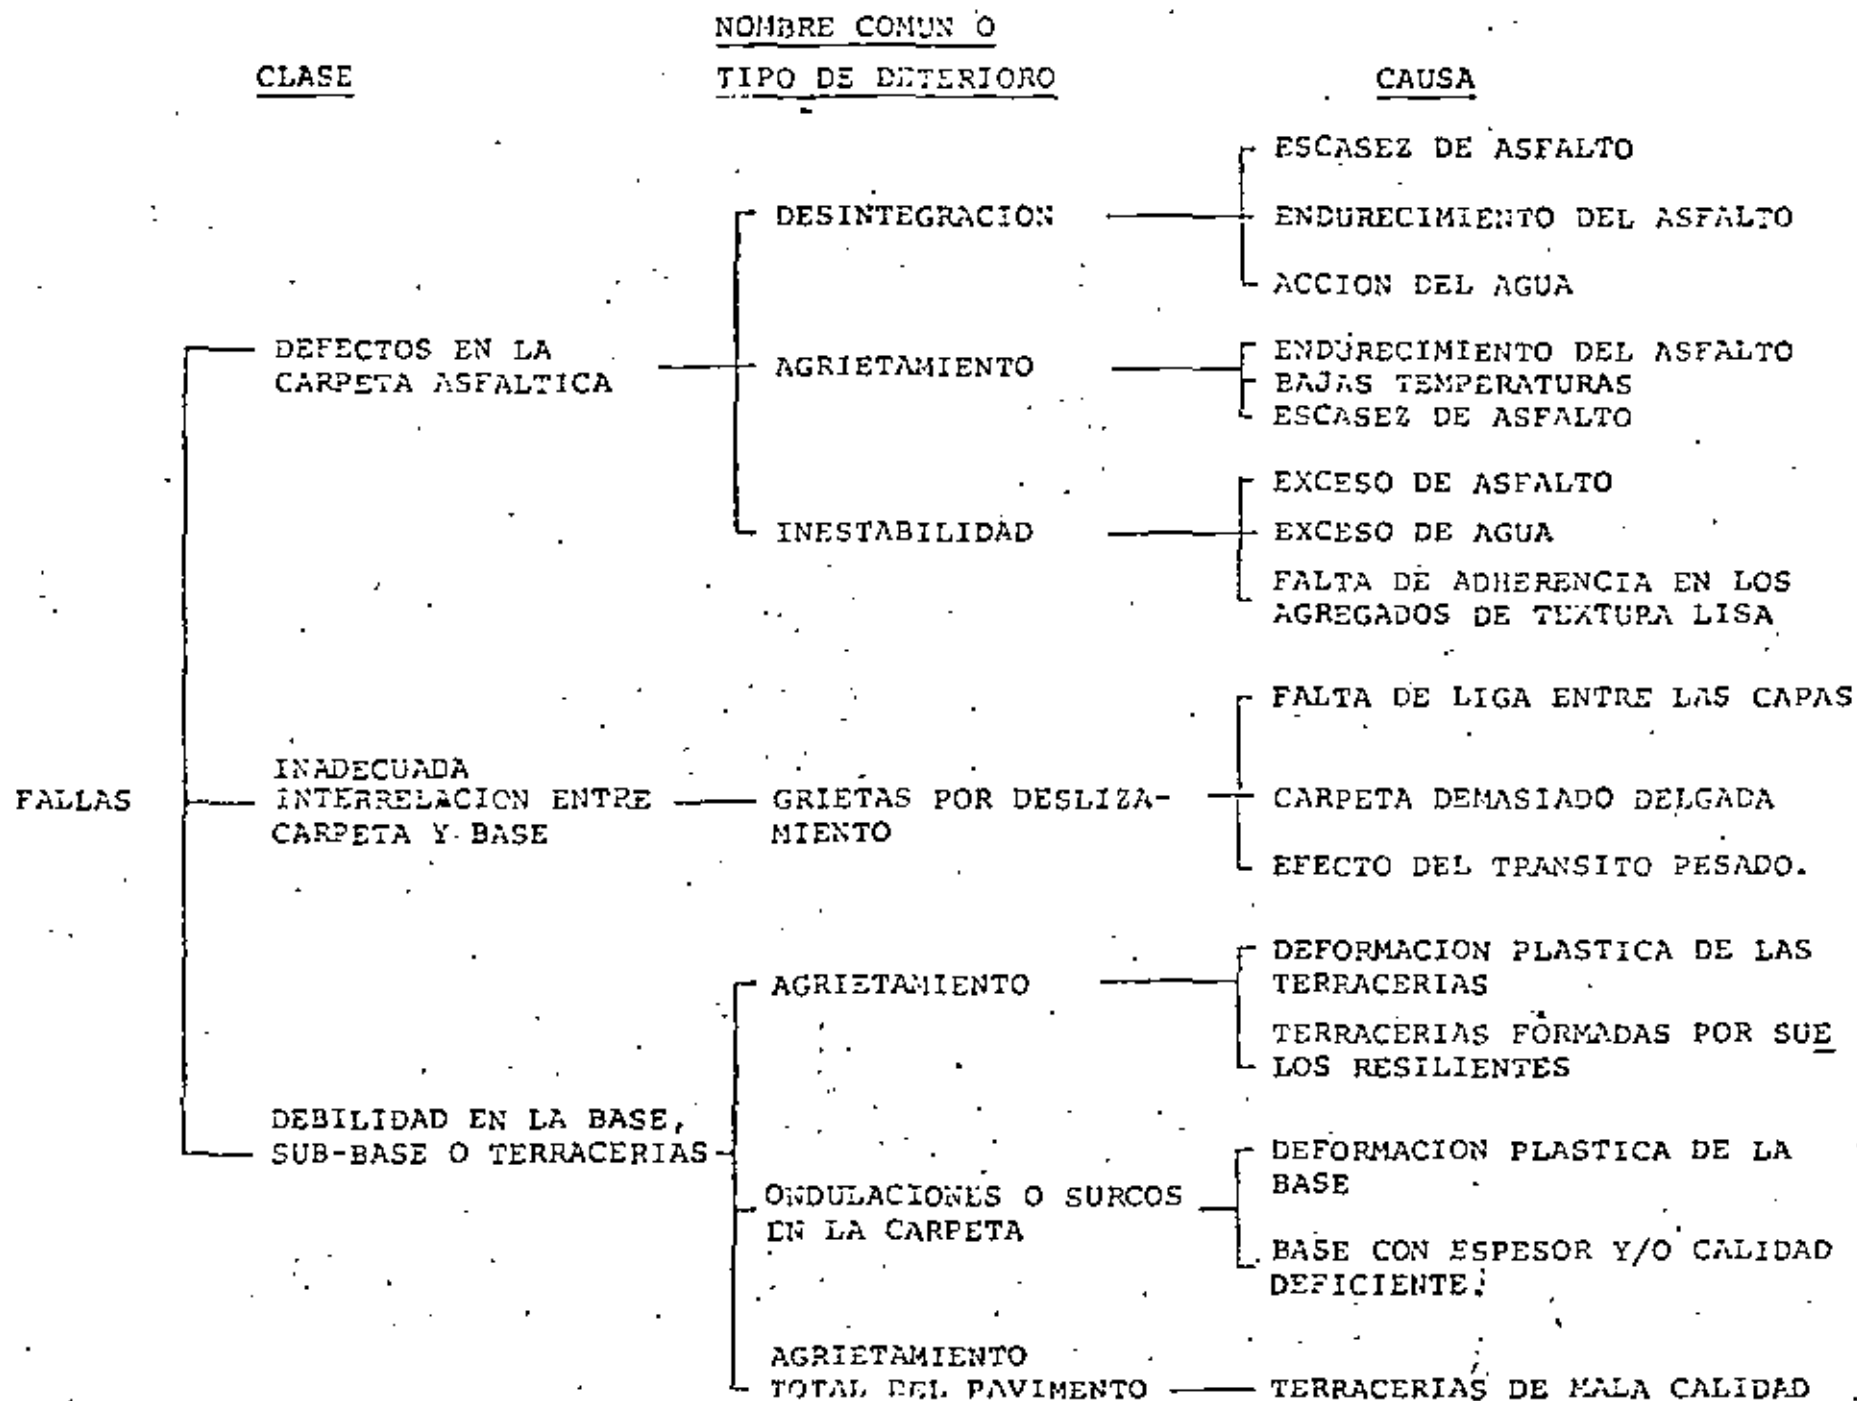 NOMBRE COMUN O
CLASE
TIPO DE DETERIORO
CAUSA
ESCASEZ DE ASFALTO
DESINTEGRACION
ENDURECIMIENTO DEL ASFALTO
ACCION DEL AGUA
DEFECTOS EN LA
CARPETA ASFALTICA
AGRIETAMIENTO
ENDURECIMIENTO DEL ASFALTO
BAJAS TEMPERATURAS
ESCASEZ DE ASFALTO
EXCESO DE ASFALTO
INESTABILIDAD
EXCESO DE AGUA
FALTA DE ADHERENCIA EN LOS
AGREGADOS DE TEXTURA LISA
FALTA DE LIGA ENTRE LAS CAPAS
FALLAS
INADECUADA
INTERRELACION ENTRE
CARPETA Y BASE
GRIETAS POR DESLIZA-
MIENTO
CARPETA DEMASIADO DELGADA
EFECTO DEL TRANSITO PESADO.
DEFORMACION PLASTICA DE LAS
TERRACERIAS
AGRIETAMIENTO
TERRACERIAS FORMADAS POR SUE
LOS RESILIENTES
DEBILIDAD EN LA BASE,
SUB-BASE O TERRACERIAS
DEFORMACION PLASTICA DE LA
BASE
ONDULACIONES O SURCOS
EN LA CARPETA
BASE CON ESPESOR Y/O CALIDAD
DEFICIENTE.
AGRIETAMIENTO
TOTAL DEL PAVIMENTO
TERRACERIAS DE MALA CALIDAD